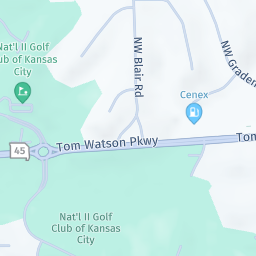 Nat'l II Golf
Club of Kansas
City
NW Blair Rd
NW Graden
Cenex
45
Tom Watson Pkwy
Tom
Nat'l II Golf
Club of Kansas
City